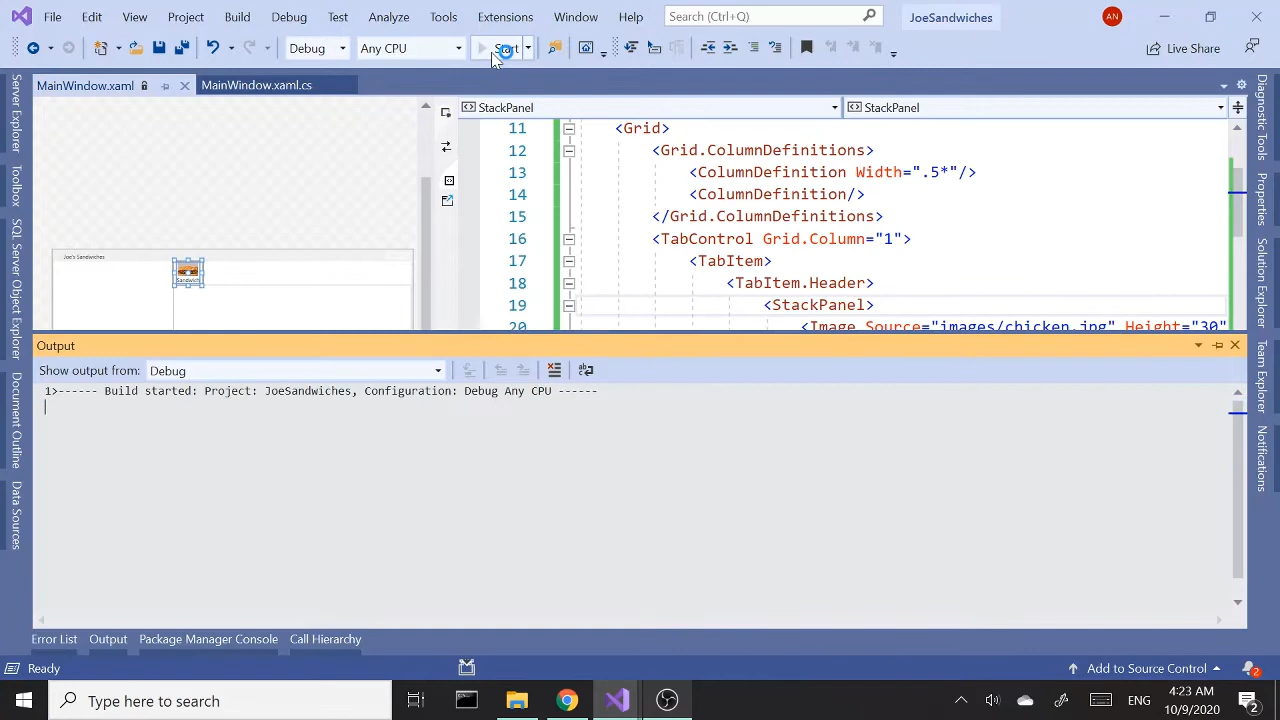 File Edit View Project Build Debug Test Analyze Tools Extensions Window Help Search (Ctrl+Q) JoeSandwiches AN
Debug Any CPU Start Live Share
MainWindow.xaml MainWindow.xaml.cs
StackPanel StackPanel
11 <Grid>
12 <Grid.ColumnDefinitions>
13 <ColumnDefinition Width=".5*"/>
14 <ColumnDefinition/>
15 </Grid.ColumnDefinitions>
16 <TabControl Grid.Column="1">
17 <TabItem>
18 <TabItem.Header>
19 <StackPanel>
20 <Image Source="images/chicken.jpg" Height="30"
Joe's Sandwiches
Sandwich
Server Explorer
Toolbox
SQL Server Object Explorer
Document Outline
Data Sources
Diagnostic Tools
Properties
Solution Explorer
Team Explorer
Notifications
Output
Show output from: Debug
1>------ Build started: Project: JoeSandwiches, Configuration: Debug Any CPU ------
Error List Output Package Manager Console Call Hierarchy
Ready Add to Source Control 2
Type here to search ENG :23 AM
10/9/2020 2